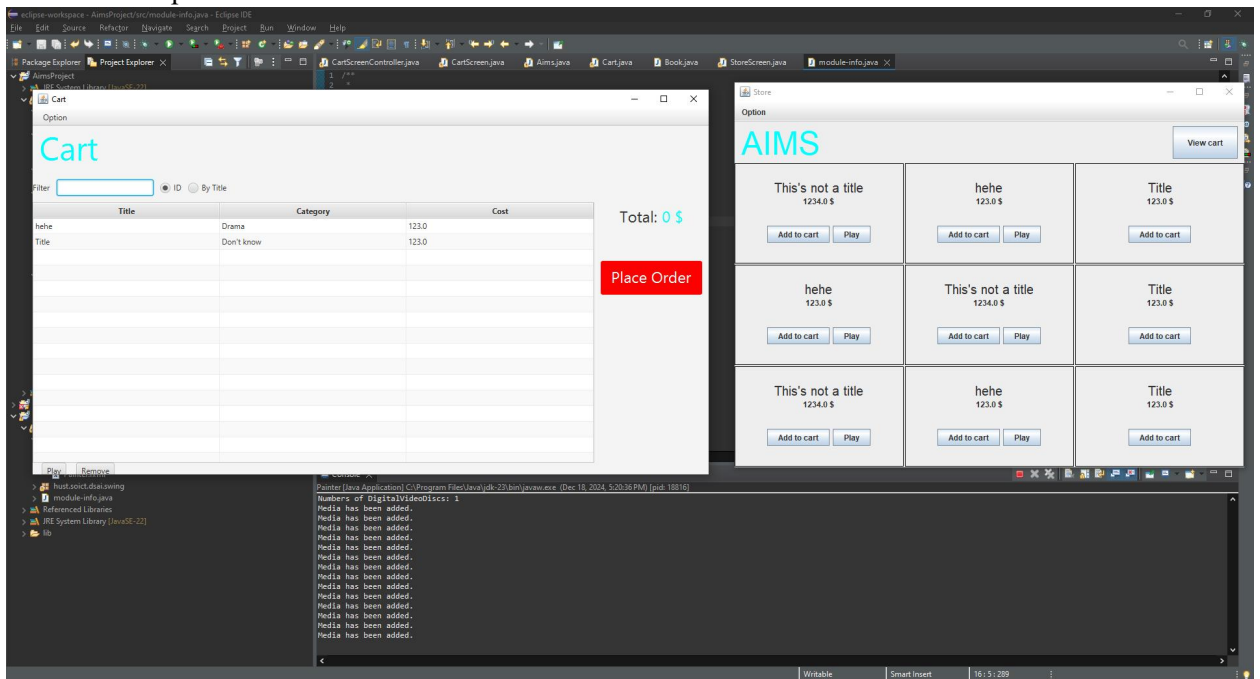 eclipse-workspace - AimsProject/src/module-info.java - Eclipse IDE
File Edit Source Refactor Navigate Search Project Run Window Help
Package Explorer Project Explorer CartScreenController.java CartScreen.java Aims.java Cart.java Book.java StoreScreen.java module-info.java
AimsProject
JRE System Library [JavaSE-22]
1 /**
2 *
Cart
Option
Cart
Filter ID By Title
Title Category Cost
hehe Drama 123.0
Title Don't know 123.0
Total: 0 $
Place Order
Play Remove
Store
Option
AIMS
View cart
This's not a title hehe Title
1234.0 $ 123.0 $ 123.0 $
Add to cart Play Add to cart Play Add to cart
hehe This's not a title Title
123.0 $ 1234.0 $ 123.0 $
Add to cart Play Add to cart Play Add to cart
This's not a title hehe Title
1234.0 $ 123.0 $ 123.0 $
Add to cart Play Add to cart Play Add to cart
hust.soict.dsai.swing
module-info.java
Referenced Libraries
JRE System Library [JavaSE-22]
lib
Console
Painter [Java Application] C:\Program Files\Java\jdk-23\bin\javaw.exe (Dec 18, 2024, 5:20:36 PM) [pid: 18816]
Numbers of DigitalVideoDiscs: 1
Media has been added.
Media has been added.
Media has been added.
Media has been added.
Media has been added.
Media has been added.
Media has been added.
Media has been added.
Media has been added.
Media has been added.
Media has been added.
Media has been added.
Media has been added.
Media has been added.
Writable Smart Insert 16 : 5 : 289